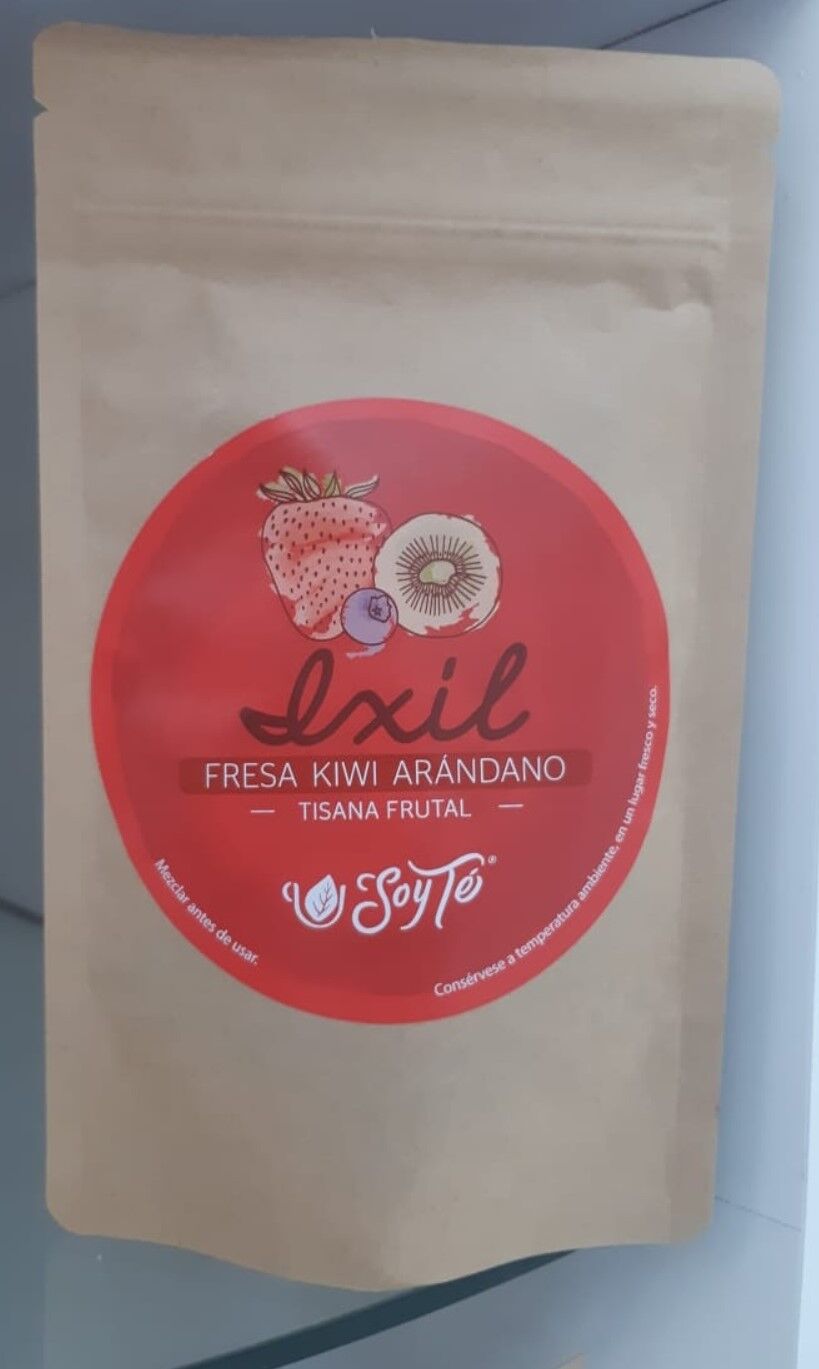 Ixil
FRESA KIWI ARÁNDANO
— TISANA FRUTAL —
SoyTé®
Mezclar antes de usar.
Consérvese a temperatura ambiente, en un lugar fresco y seco.